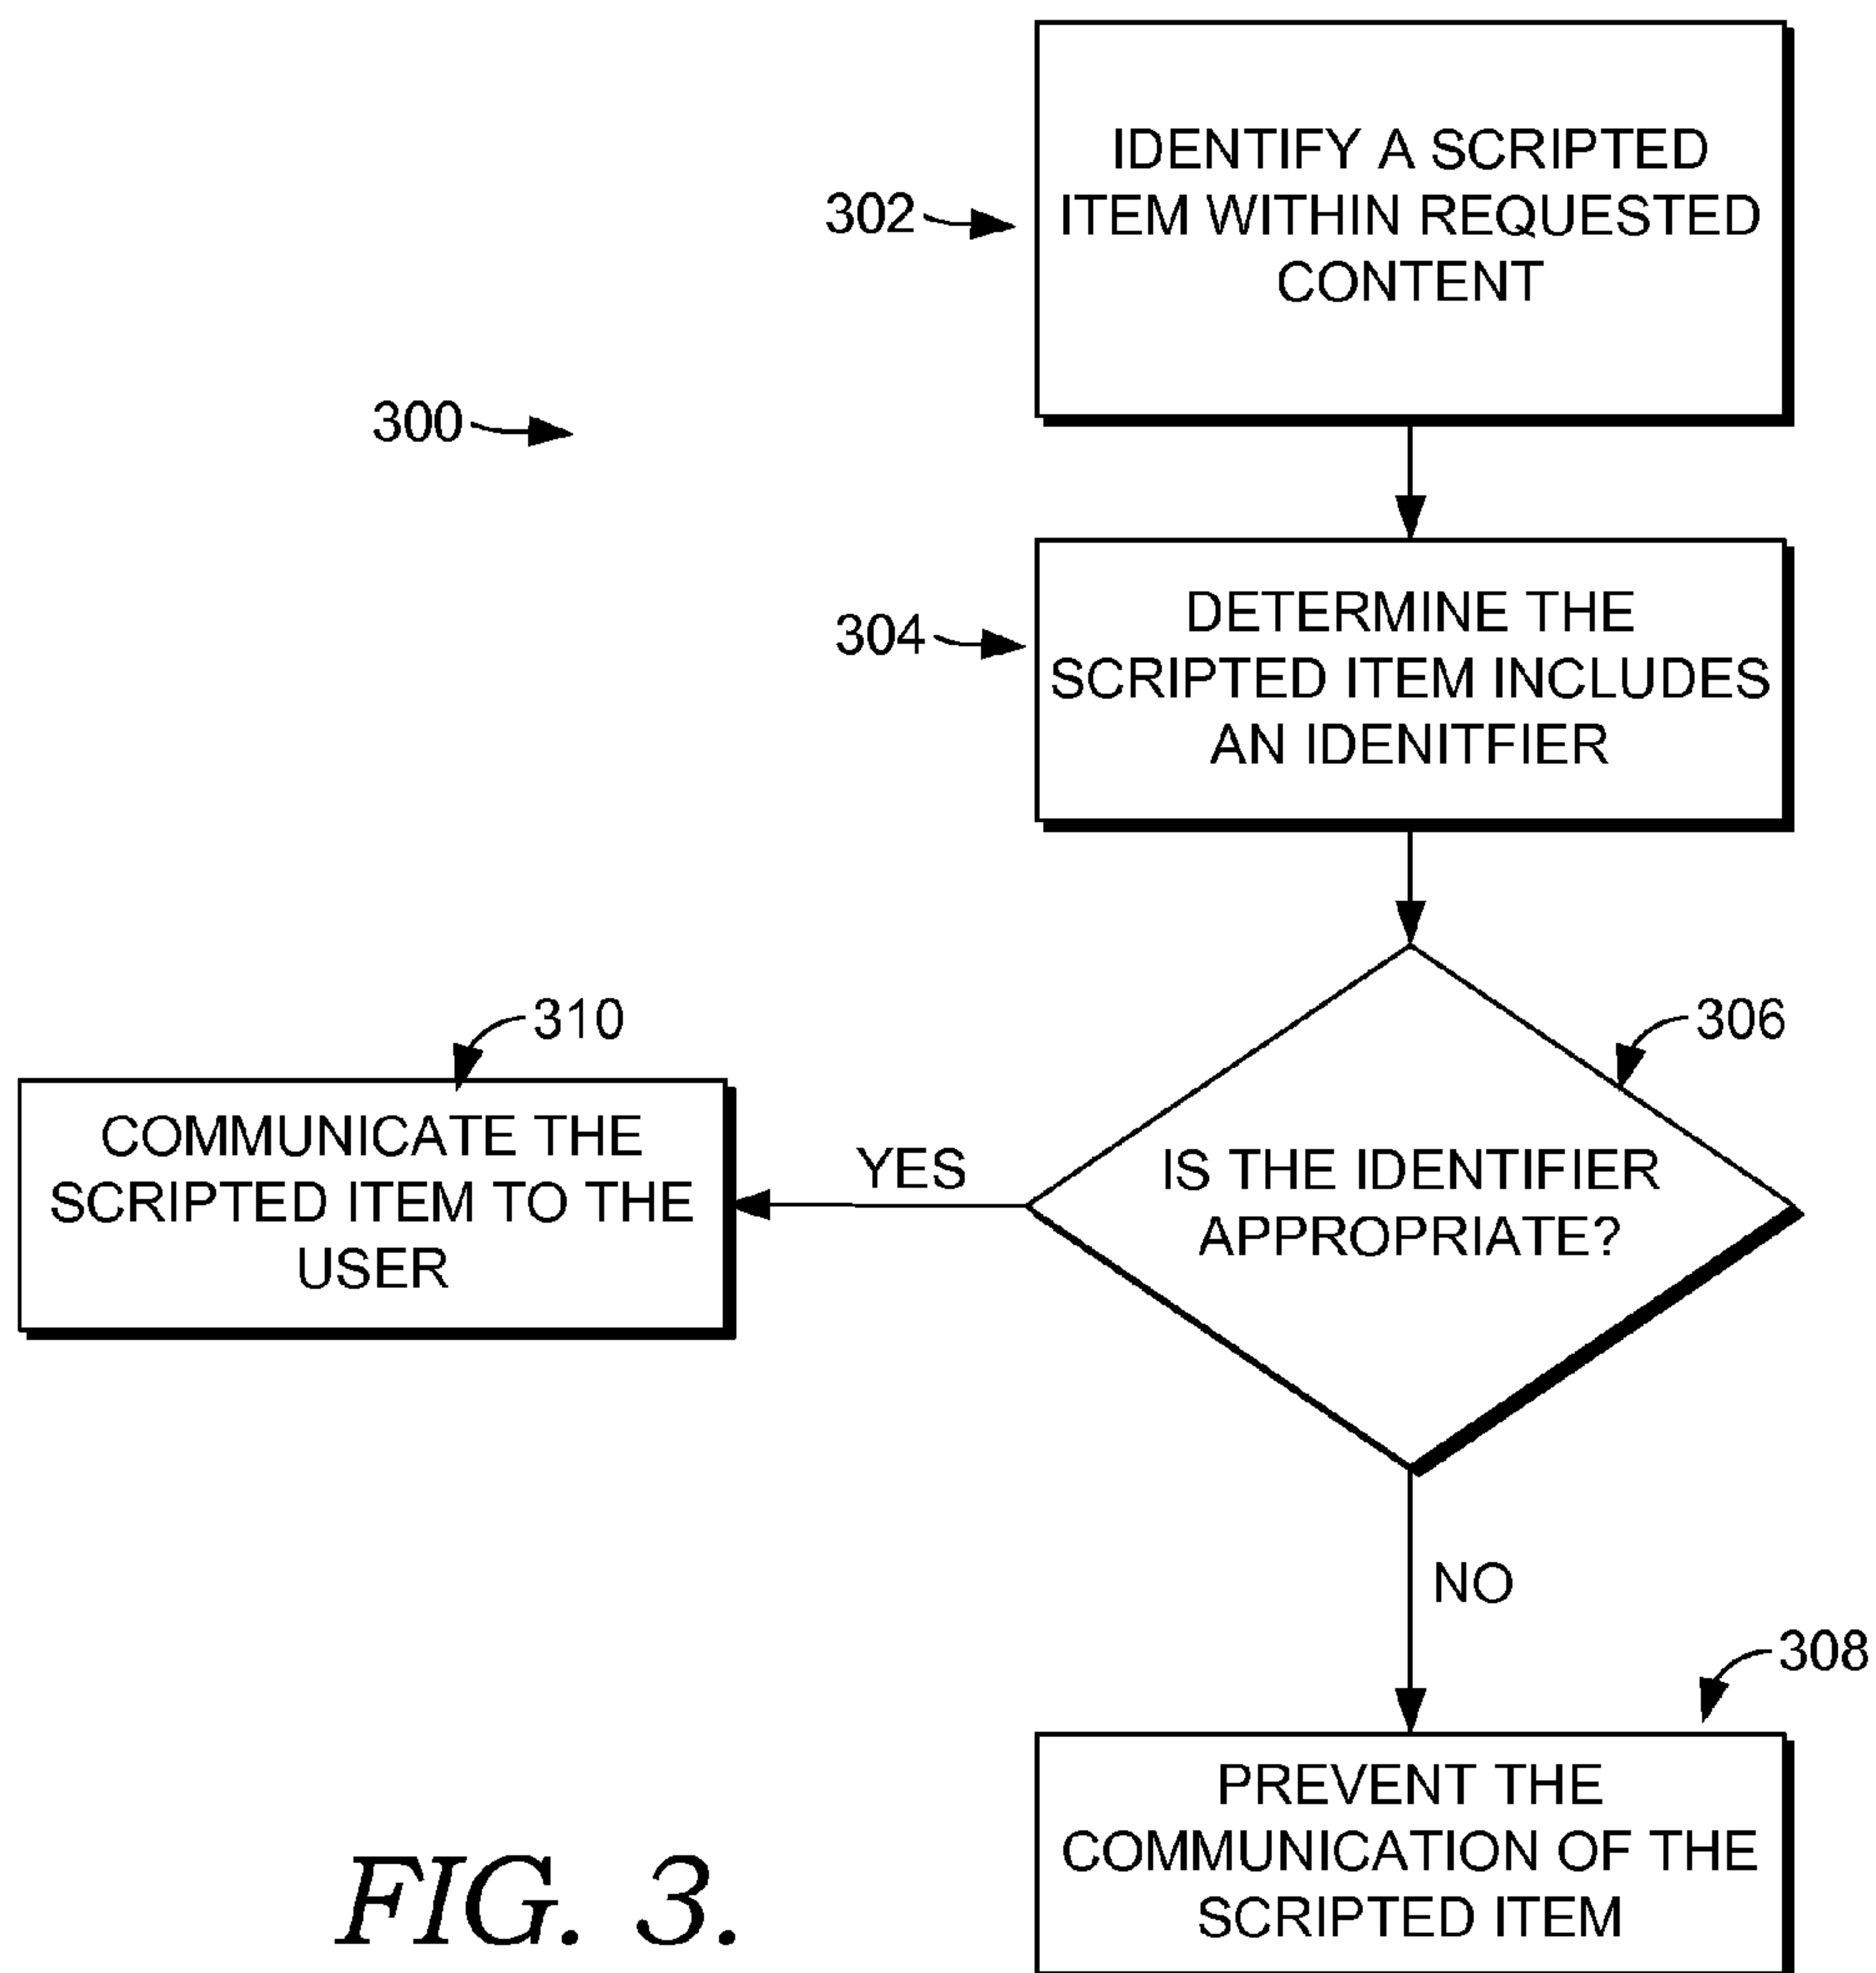 IDENTIFY A SCRIPTED
ITEM WITHIN REQUESTED
CONTENT
302
300
DETERMINE THE
SCRIPTED ITEM INCLUDES
AN IDENITFIER
304
310
306
COMMUNICATE THE
SCRIPTED ITEM TO THE
USER
YES
IS THE IDENTIFIER
APPROPRIATE?
NO
308
PREVENT THE
COMMUNICATION OF THE
SCRIPTED ITEM
FIG. 3.